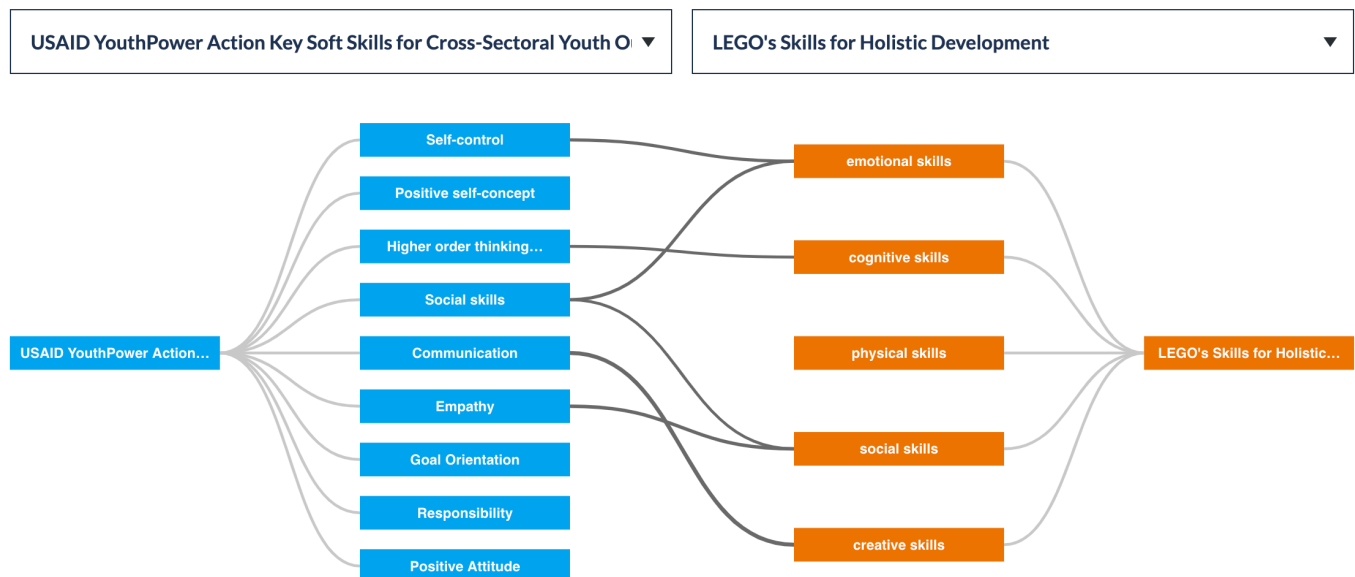 USAID YouthPower Action Key Soft Skills for Cross-Sectoral Youth
LEGO's Skills for Holistic Development
Self-control
Positive self-concept
Higher order thinking...
Social skills
Communication
Empathy
Goal Orientation
Responsibility
Positive Attitude
USAID YouthPower Action...
emotional skills
cognitive skills
physical skills
social skills
creative skills
LEGO's Skills for Holistic...